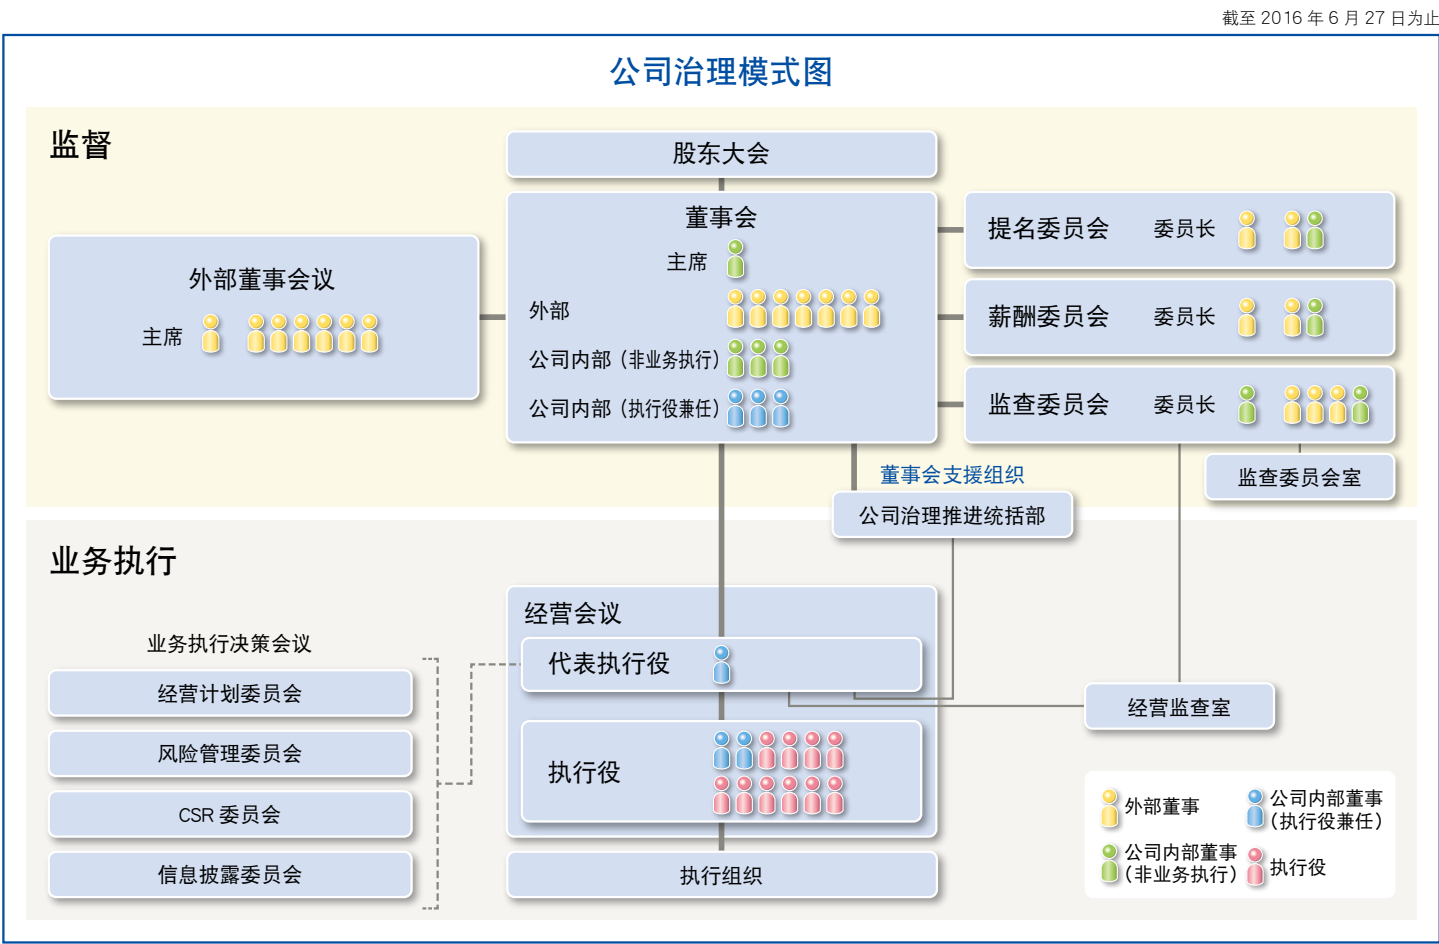 截至 2016 年 6 月 27 日为止
公司治理模式图
监督
股东大会
董事会
主席
外部
公司内部（非业务执行）
公司内部（执行役兼任）
外部董事会议
主席
提名委员会 委员长
薪酬委员会 委员长
监查委员会 委员长
监查委员会室
董事会支援组织
公司治理推进统括部
业务执行
经营会议
代表执行役
执行役
执行组织
业务执行决策会议
经营计划委员会
风险管理委员会
CSR 委员会
信息披露委员会
经营监查室
外部董事
公司内部董事
（执行役兼任）
公司内部董事
（非业务执行）
执行役